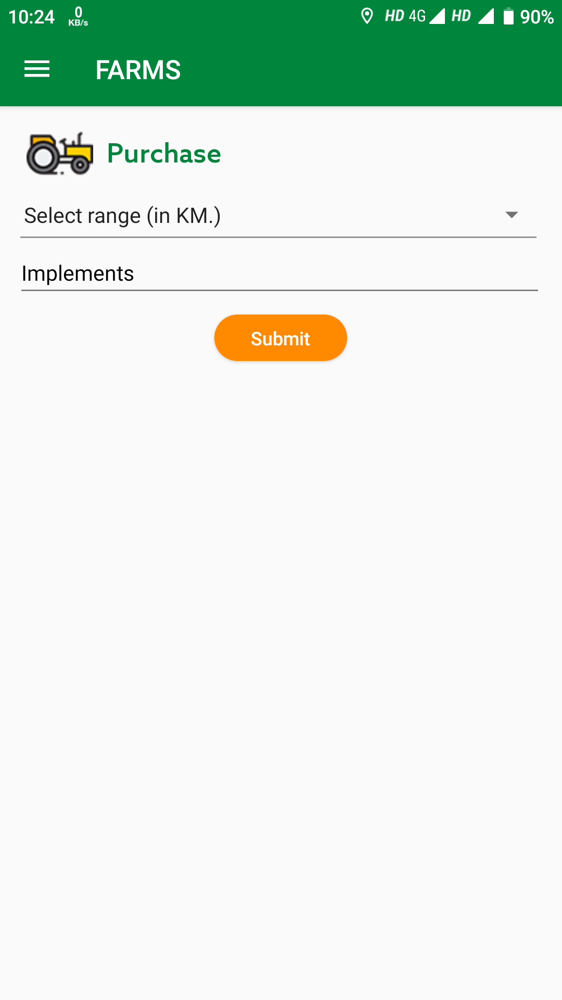 10:24 0 KB/s HD 4G HD 90%
FARMS
Purchase
Select range (in KM.)
Implements
Submit